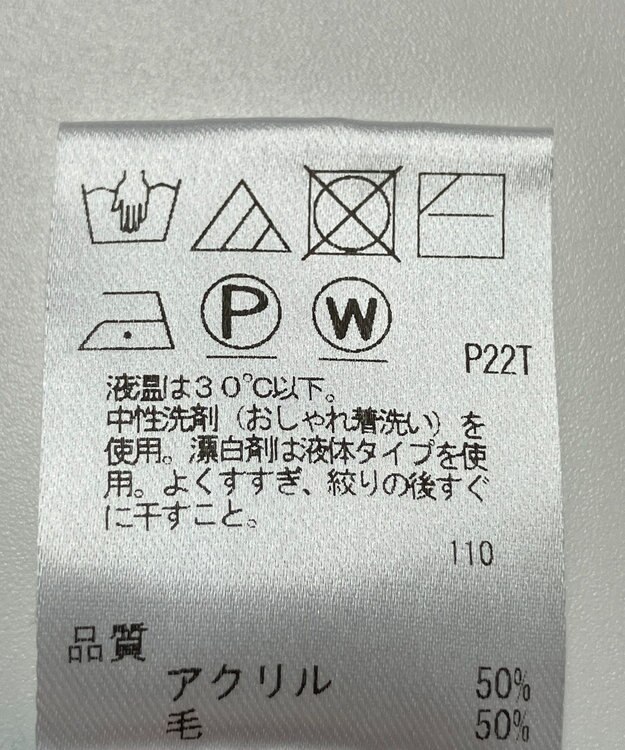 P W
P22T
液温は30℃以下。
中性洗剤（おしゃれ着洗い）を
使用。漂白剤は液体タイプを使
用。よくすすぎ、絞りの後すぐ
に干すこと。
110
品質
アクリル 50%
毛 50%